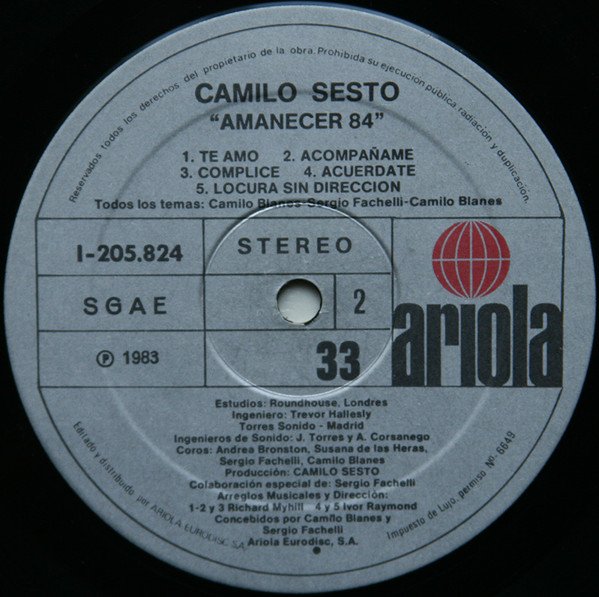 Reservados todos los derechos del propietario de la obra. Prohibida su ejecucion publica, radiacion y duplicación.
CAMILO SESTO
"AMANECER 84"
1. TE AMO 2. ACOMPAÑAME
3. COMPLICE 4. ACUERDATE
5. LOCURA SIN DIRECCION
Todos los temas: Camilo Blanes-Sergio Fachelli-Camilo Blanes
I-205.824
STEREO
SGAE
2
℗ 1983
33
ariola
Estudios: Roundhouse, Londres
Ingeniero: Trevor Hallesly
Torres Sonido - Madrid
Ingenieros de Sonido: J. Torres y A. Corsanego
Coros: Andrea Bronston, Susana de las Heras,
Sergio Fachelli, Camilo Blanes
Producción: CAMILO SESTO
Colaboración especial de: Sergio Fachelli
Arreglos Musicales y Dirección:
1-2 y 3 Richard Myhill 4 y 5 Ivor Raymond
Concebidos por Camilo Blanes y
Sergio Fachelli
Ariola Eurodisc, S.A.
Editado y distribuido por ARIOLA EURODISC S.A.
Impuesto de Lujo, permiso No. 6649